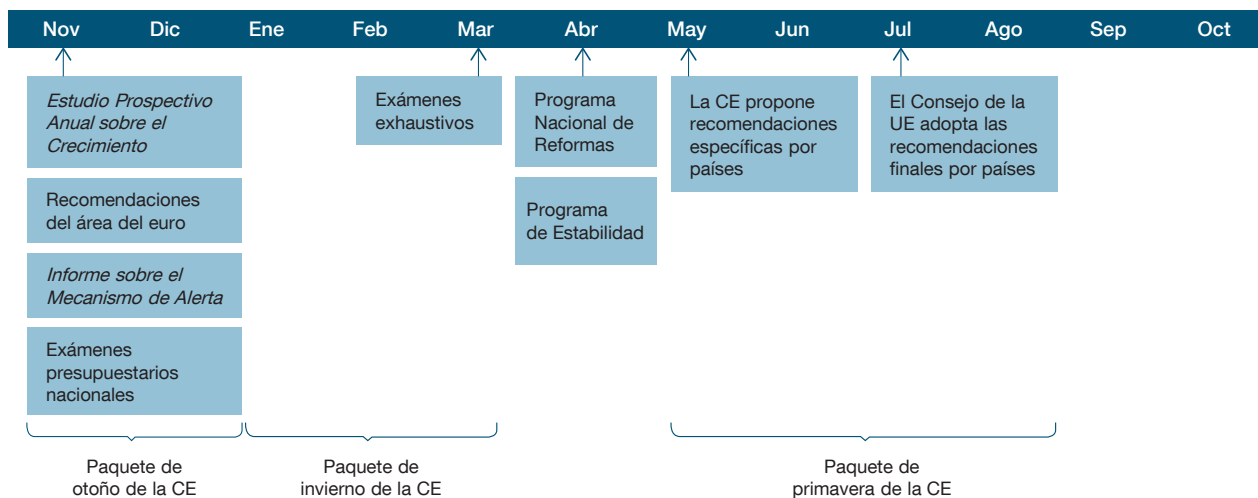 Nov Dic Ene Feb Mar Abr May Jun Jul Ago Sep Oct
Estudio Prospectivo
Anual sobre el
Crecimiento
Recomendaciones
del área del euro
Informe sobre el
Mecanismo de Alerta
Exámenes
presupuestarios
nacionales
Exámenes
exhaustivos
Programa
Nacional de
Reformas
Programa
de Estabilidad
La CE propone
recomendaciones
específicas por
países
El Consejo de la
UE adopta las
recomendaciones
finales por países
Paquete de
otoño de la CE
Paquete de
invierno de la CE
Paquete de
primavera de la CE